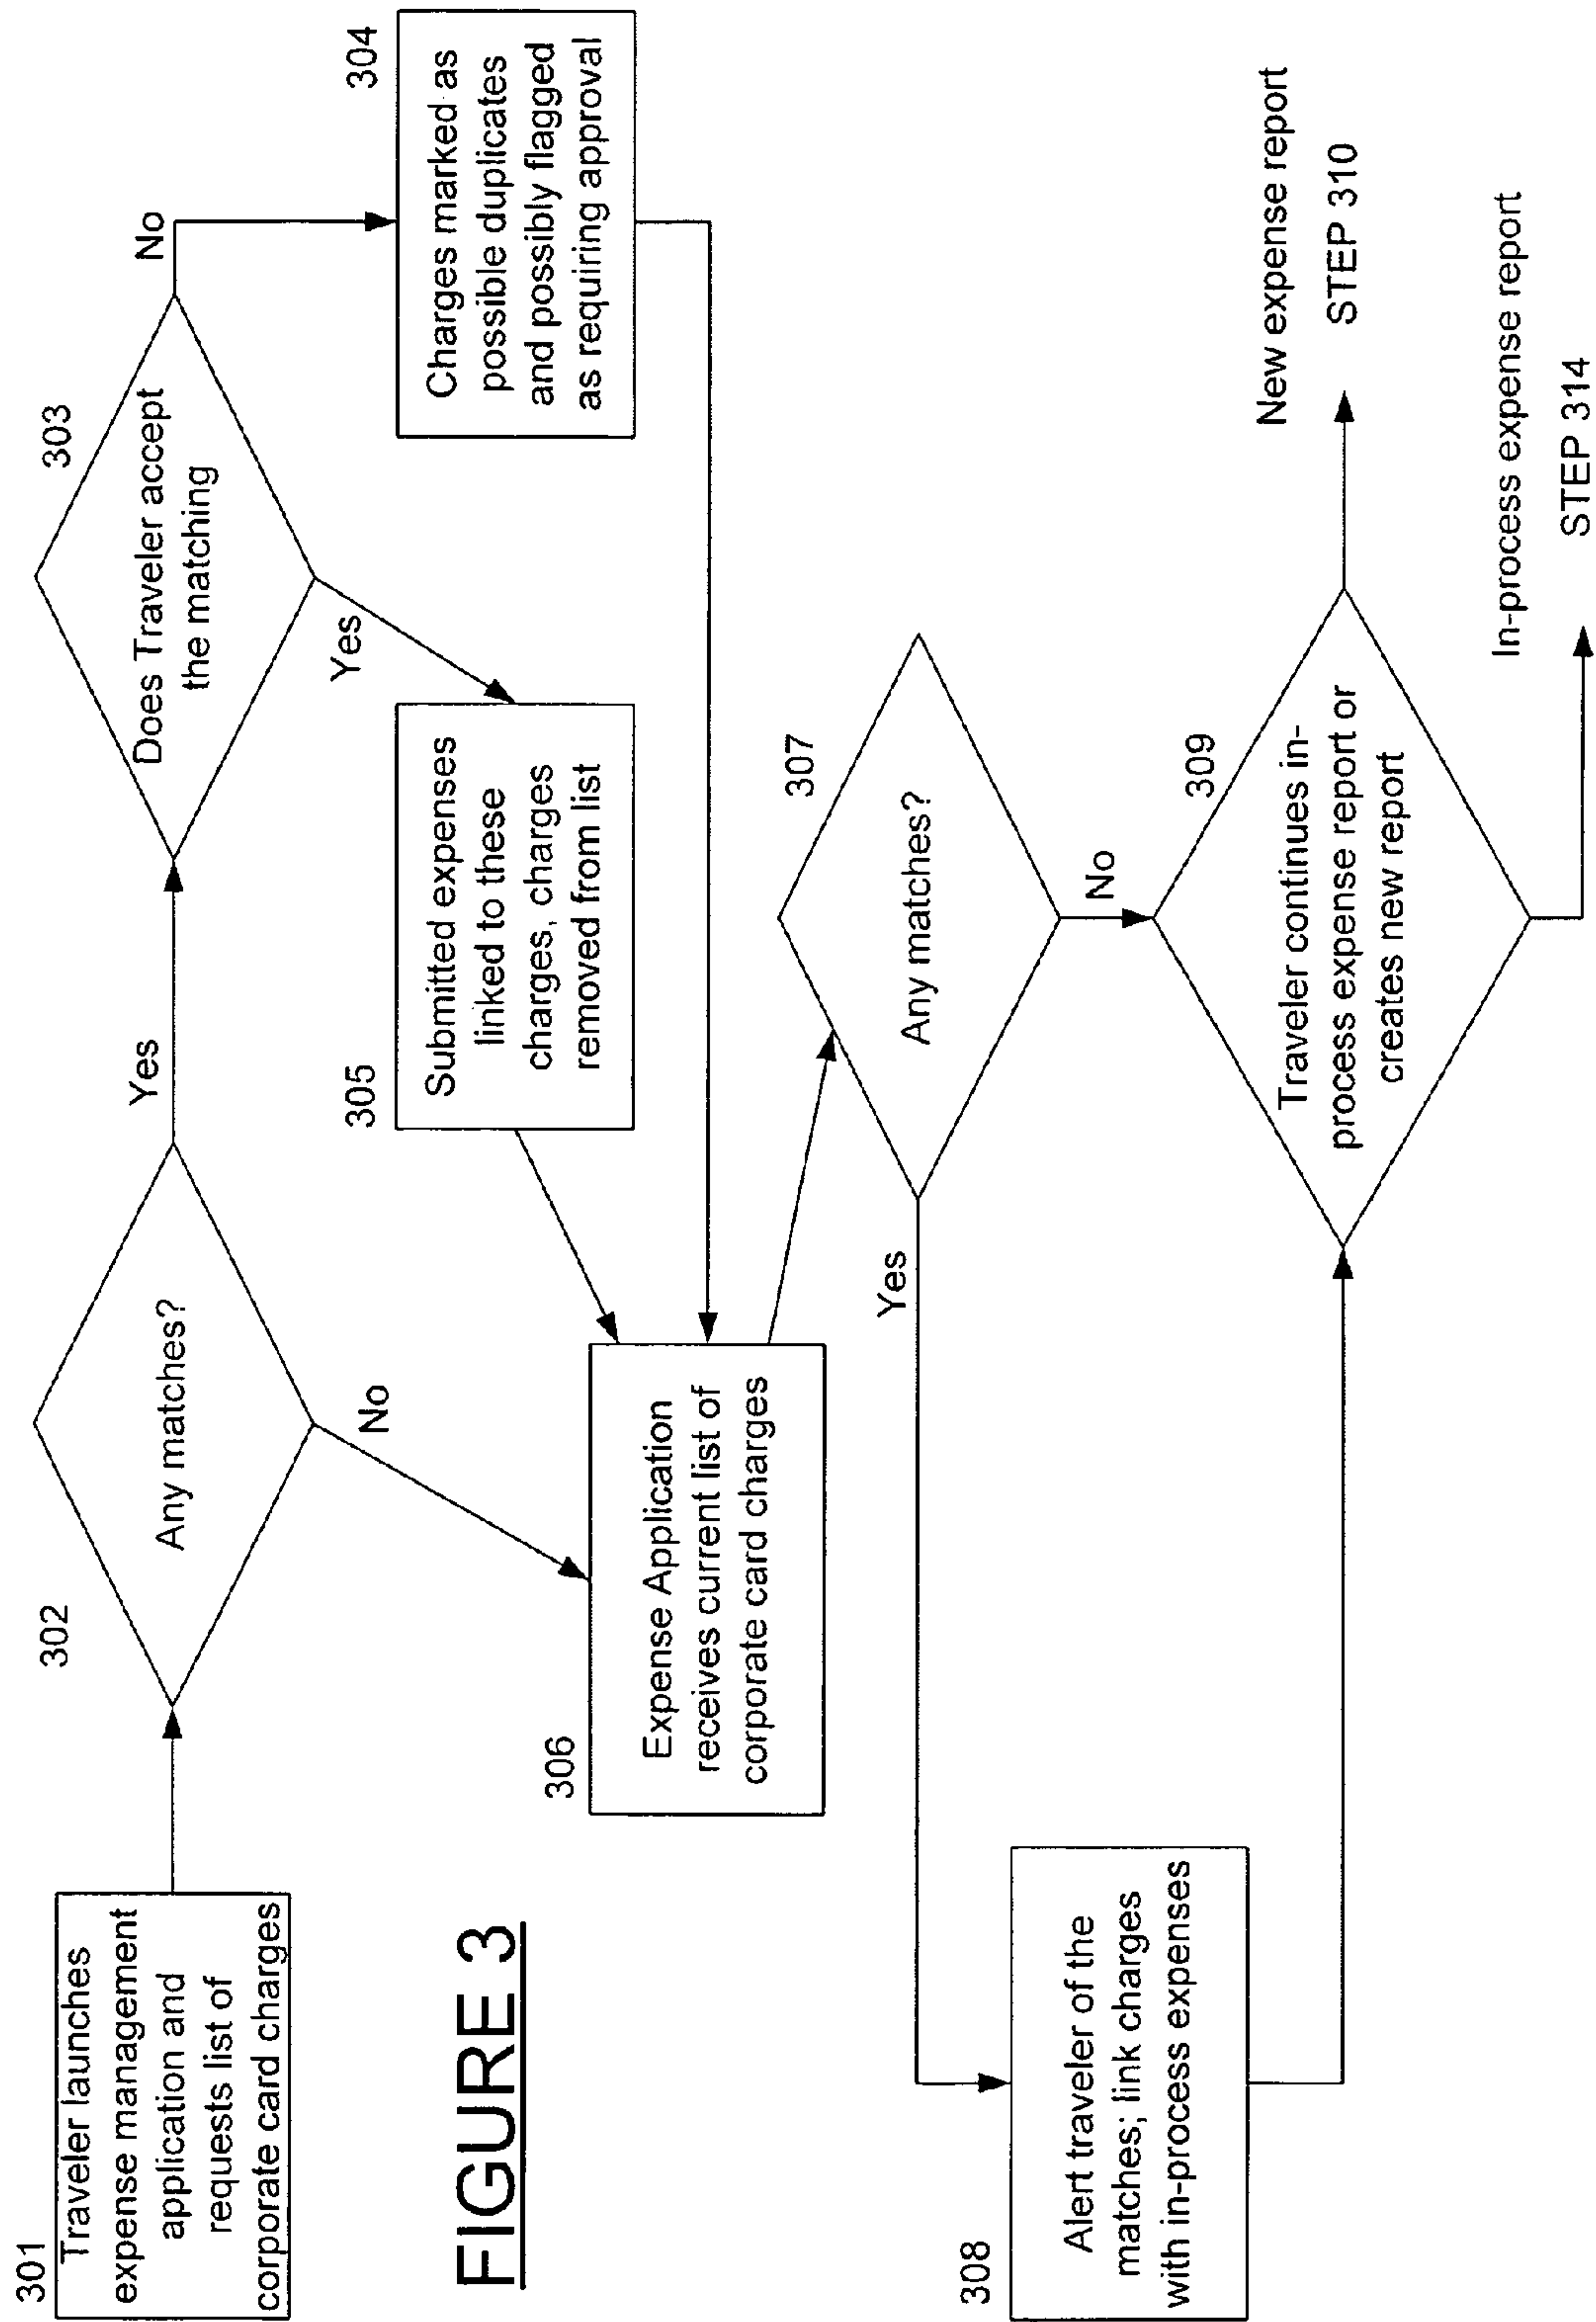 301
Traveler launches
expense management
application and
requests list of
corporate card charges
302
Any matches?
Yes
No
303
Does Traveler accept
the matching
No
Yes
304
Charges marked as
possible duplicates
and possibly flagged
as requiring approval
305
Submitted expenses
linked to these
charges, charges
removed from list
306
Expense Application
receives current list of
corporate card charges
307
Any matches?
Yes
No
308
Alert traveler of the
matches; link charges
with in-process expenses
309
Traveler continues in-
process expense report or
creates new report
New expense report
STEP 310
In-process expense report
STEP 314
FIGURE 3